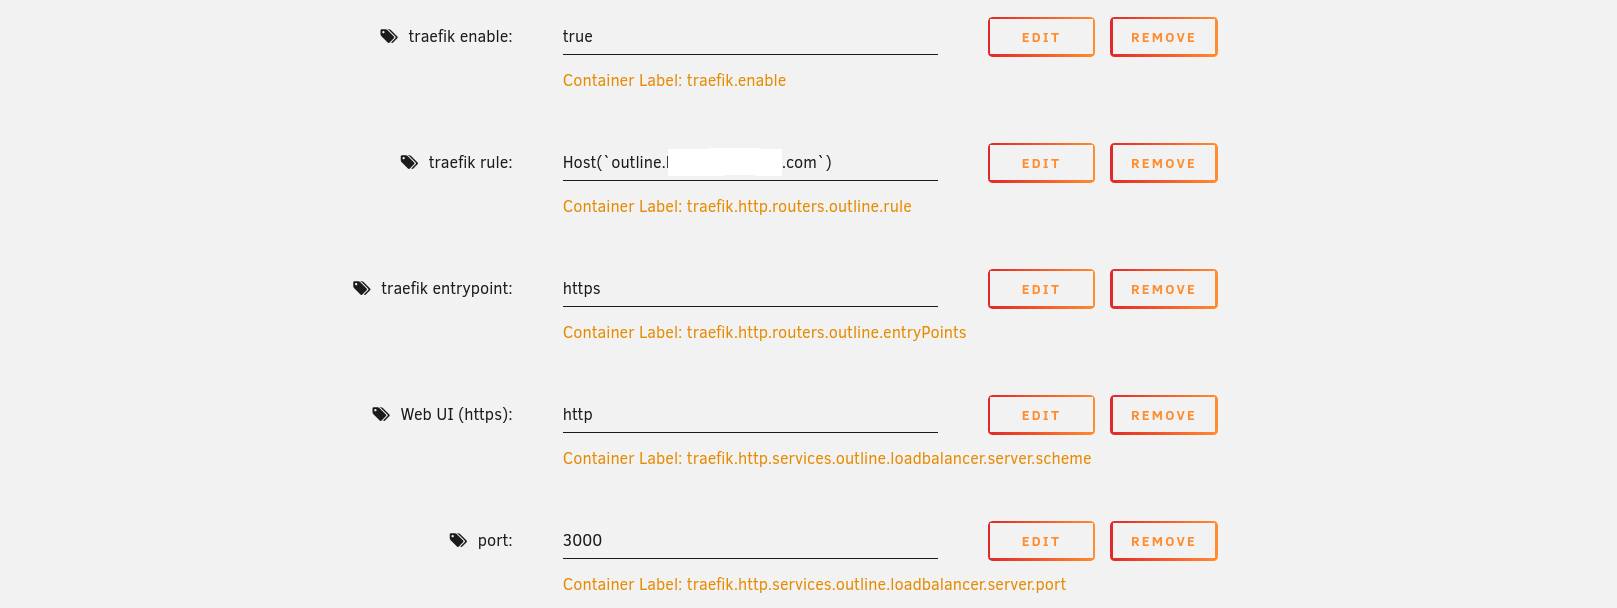 traefik enable: true EDIT REMOVE
Container Label: traefik.enable
traefik rule: Host(`outline. .com`) EDIT REMOVE
Container Label: traefik.http.routers.outline.rule
traefik entrypoint: https EDIT REMOVE
Container Label: traefik.http.routers.outline.entryPoints
Web UI (https): http EDIT REMOVE
Container Label: traefik.http.services.outline.loadbalancer.server.scheme
port: 3000 EDIT REMOVE
Container Label: traefik.http.services.outline.loadbalancer.server.port